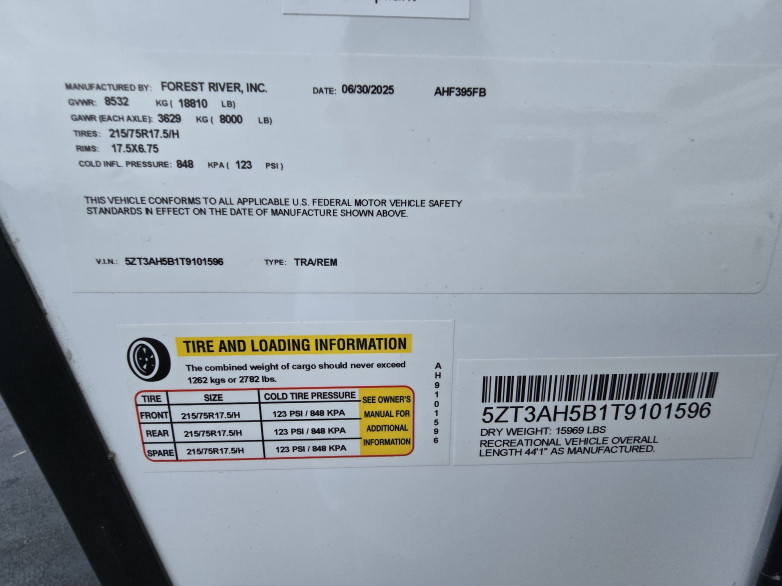 MANUFACTURED BY: FOREST RIVER, INC. DATE: 06/30/2025 AHF395FB
GVWR: 8532 KG ( 18810 LB)
GAWR (EACH AXLE): 3629 KG ( 8000 LB)
TIRES: 215/75R17.5/H
RIMS: 17.5X6.75
COLD INFL. PRESSURE: 848 KPA ( 123 PSI )
THIS VEHICLE CONFORMS TO ALL APPLICABLE U.S. FEDERAL MOTOR VEHICLE SAFETY
STANDARDS IN EFFECT ON THE DATE OF MANUFACTURE SHOWN ABOVE.
V.I.N.: 5ZT3AH5B1T9101596 TYPE: TRA/REM
TIRE AND LOADING INFORMATION
The combined weight of cargo should never exceed
1262 kgs or 2782 lbs.
TIRE SIZE COLD TIRE PRESSURE SEE OWNER'S
FRONT 215/75R17.5/H 123 PSI / 848 KPA MANUAL FOR
REAR 215/75R17.5/H 123 PSI / 848 KPA ADDITIONAL
SPARE 215/75R17.5/H 123 PSI / 848 KPA INFORMATION
AH9101596
5ZT3AH5B1T9101596
DRY WEIGHT: 15969 LBS
RECREATIONAL VEHICLE OVERALL
LENGTH 44'1" AS MANUFACTURED.